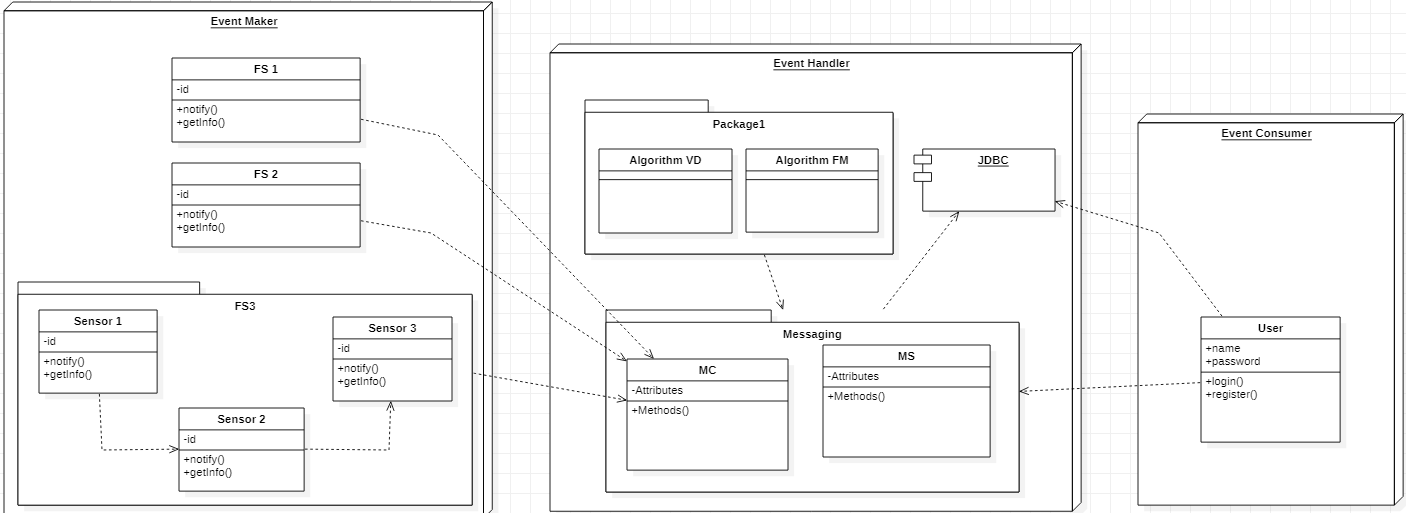 Event Maker
FS 1
-id
+notify()
+getInfo()
FS 2
-id
+notify()
+getInfo()
FS3
Sensor 1
-id
+notify()
+getInfo()
Sensor 3
-id
+notify()
+getInfo()
Sensor 2
-id
+notify()
+getInfo()
Event Handler
Package1
Algorithm VD
Algorithm FM
JDBC
Messaging
MC
-Attributes
+Methods()
MS
-Attributes
+Methods()
Event Consumer
User
+name
+password
+login()
+register()